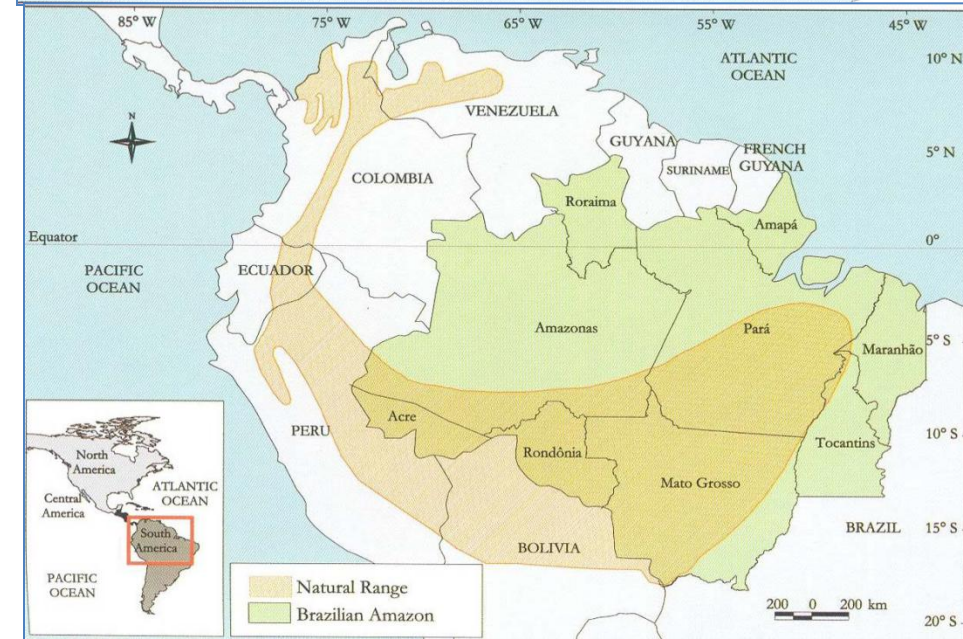 85° W
75° W
65° W
55° W
45° W
ATLANTIC
OCEAN
10° N
VENEZUELA
GUYANA
FRENCH
GUYANA
SURINAME
5° N
N
COLOMBIA
Roraima
Amapá
Equator
0°
ECUADOR
PACIFIC
OCEAN
Amazonas
Pará
5° S
Maranhão
Acre
PERU
Rondônia
Mato Grosso
Tocantins
10° S
North
America
ATLANTIC
OCEAN
Central
America
South
America
PACIFIC
OCEAN
BOLIVIA
BRAZIL
15° S
Natural Range
Brazilian Amazon
200 0 200 km
20° S